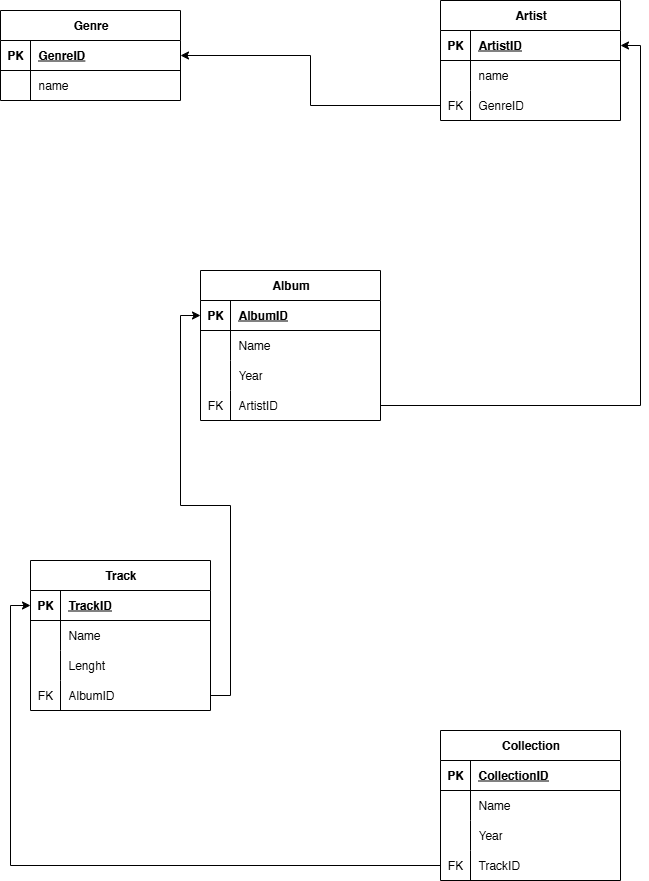 Genre
PK GenreID
name
Artist
PK ArtistID
name
FK GenreID
Album
PK AlbumID
Name
Year
FK ArtistID
Track
PK TrackID
Name
Lenght
FK AlbumID
Collection
PK CollectionID
Name
Year
FK TrackID